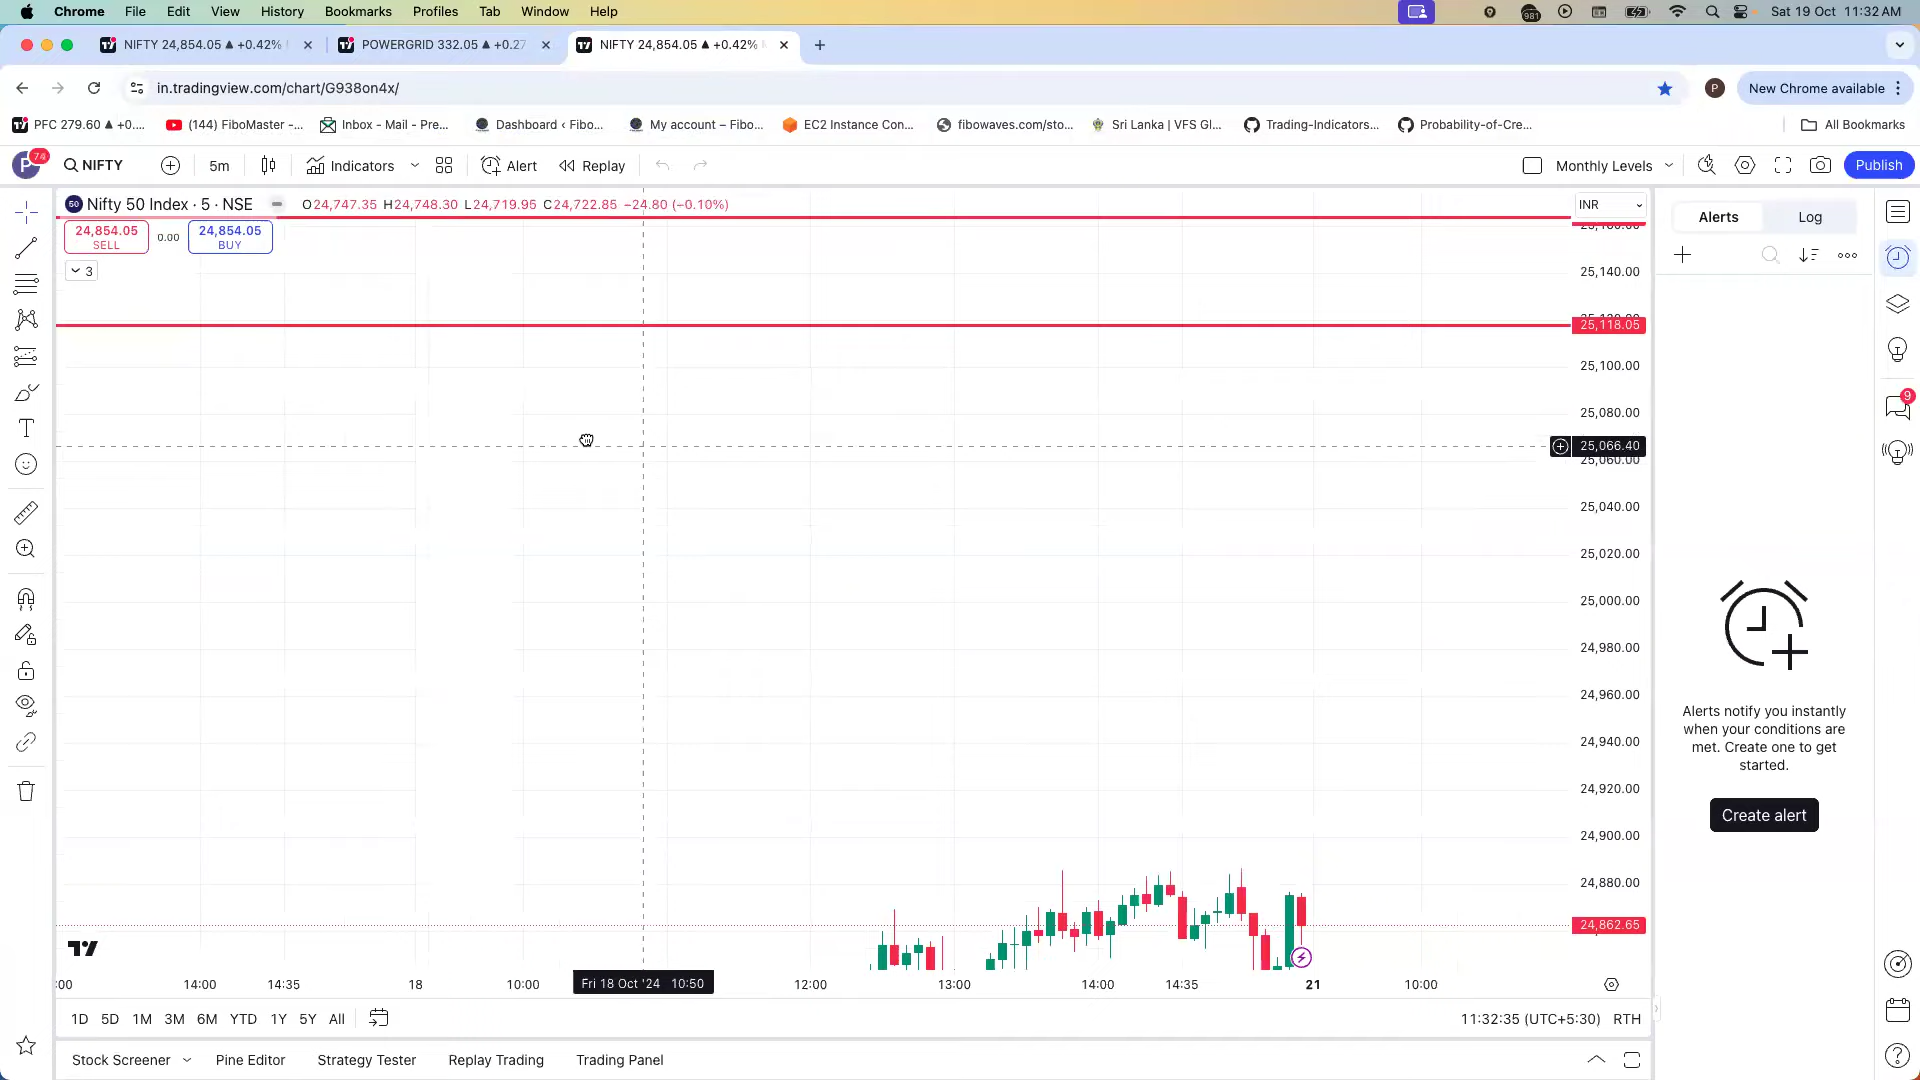 Chrome File Edit View History Bookmarks Profiles Tab Window Help 981 Sat 19 Oct 11:32 AM
NIFTY 24,854.05 ▲ +0.42% POWERGRID 332.05 ▲ +0.27 NIFTY 24,854.05 ▲ +0.42%
in.tradingview.com/chart/G938on4x/ P New Chrome available
PFC 279.60 ▲ +0.... (144) FiboMaster -... Inbox - Mail - Pre... Dashboard ‹ Fibo... My account – Fibo... EC2 Instance Con... fibowaves.com/sto... Sri Lanka | VFS Gl... Trading-Indicators... Probability-of-Cre... All Bookmarks
P 74 NIFTY 5m Indicators Alert Replay Monthly Levels Publish
50 Nifty 50 Index · 5 · NSE O24,747.35 H24,748.30 L24,719.95 C24,722.85 −24.80 (−0.10%) INR
Alerts Log
24,854.05 SELL
0.00
24,854.05 BUY
3
25,140.00
25,118.05
25,100.00
25,080.00
25,066.40
25,060.00
25,040.00
25,020.00
25,000.00
24,980.00
24,960.00
24,940.00
24,920.00
24,900.00
24,880.00
24,862.65
9
Alerts notify you instantly
when your conditions are
met. Create one to get
started.
Create alert
:00 14:00 14:35 18 10:00 Fri 18 Oct '24 10:50 12:00 13:00 14:00 14:35 21 10:00
1D 5D 1M 3M 6M YTD 1Y 5Y All 11:32:35 (UTC+5:30) RTH
Stock Screener Pine Editor Strategy Tester Replay Trading Trading Panel